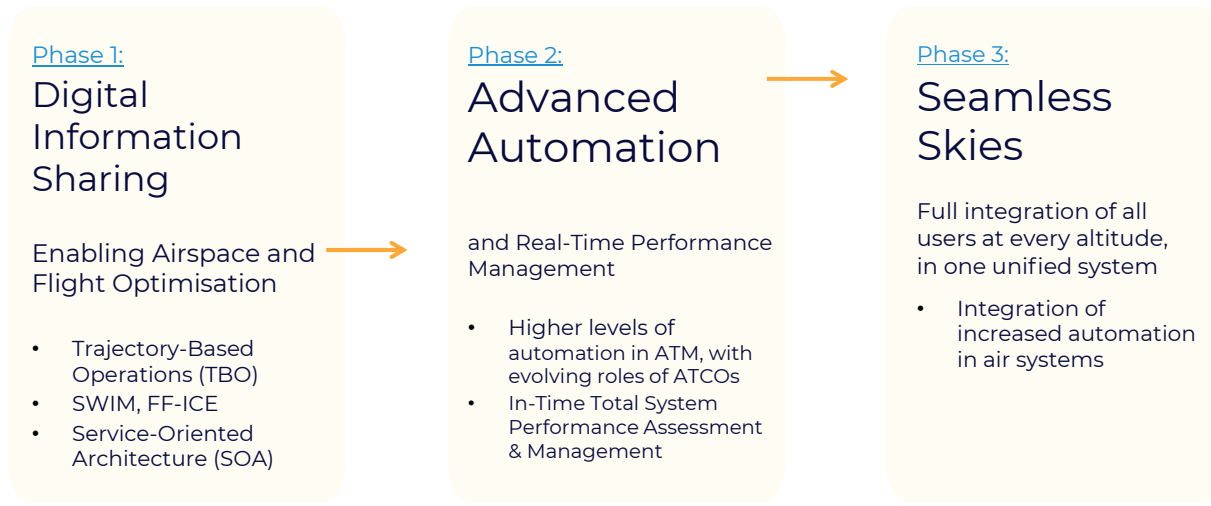 Phase 1:
Digital
Information
Sharing
Enabling Airspace and
Flight Optimisation
• Trajectory-Based
Operations (TBO)
• SWIM, FF-ICE
• Service-Oriented
Architecture (SOA)
Phase 2:
Advanced
Automation
and Real-Time Performance
Management
• Higher levels of
automation in ATM, with
evolving roles of ATCOs
• In-Time Total System
Performance Assessment
& Management
Phase 3:
Seamless
Skies
Full integration of all
users at every altitude,
in one unified system
• Integration of
increased automation
in air systems